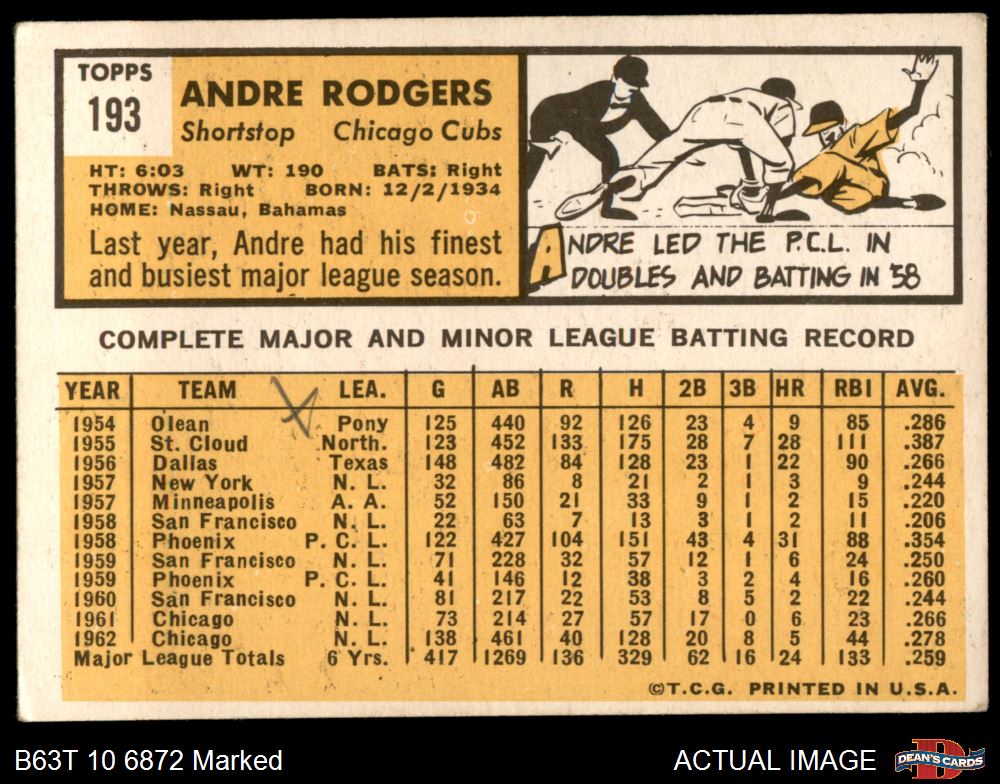 TOPPS
193
ANDRE RODGERS
Shortstop Chicago Cubs
HT: 6:03 WT: 190 BATS: Right
THROWS: Right BORN: 12/2/1934
HOME: Nassau, Bahamas
Last year, Andre had his finest
and busiest major league season.
ANDRE LED THE P.C.L. IN
DOUBLES AND BATTING IN '58
COMPLETE MAJOR AND MINOR LEAGUE BATTING RECORD
YEAR TEAM LEA. G AB R H 2B 3B HR RBI AVG.
1954 Olean Pony 125 440 92 126 23 4 9 85 .286
1955 St. Cloud North. 123 452 133 175 28 7 28 111 .387
1956 Dallas Texas 148 482 84 128 23 1 22 90 .266
1957 New York N. L. 32 86 8 21 2 1 3 9 .244
1957 Minneapolis A. A. 52 150 21 33 9 1 2 15 .220
1958 San Francisco N. L. 22 63 7 13 3 1 2 11 .206
1958 Phoenix P. C. L. 122 427 104 151 43 4 31 88 .354
1959 San Francisco N. L. 71 228 32 57 12 1 6 24 .250
1959 Phoenix P. C. L. 41 146 12 38 3 2 4 16 .260
1960 San Francisco N. L. 81 217 22 53 8 5 2 22 .244
1961 Chicago N. L. 73 214 27 57 17 0 6 23 .266
1962 Chicago N. L. 138 461 40 128 20 8 5 44 .278
Major League Totals 6 Yrs. 417 1269 136 329 62 16 24 133 .259
©T.C.G. PRINTED IN U.S.A.
B63T 10 6872 Marked
ACTUAL IMAGE
D
DEAN'S CARDS